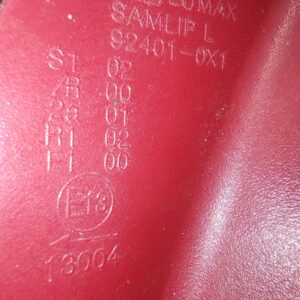 SAMLIP L
92401-0X1
S1 02
/R 00
2a 01
R1 02
F1 00
E13
13004